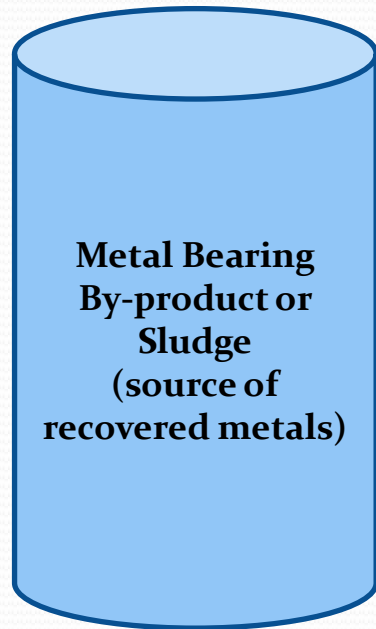 Metal Bearing
By-product or
Sludge
(source of
recovered metals)